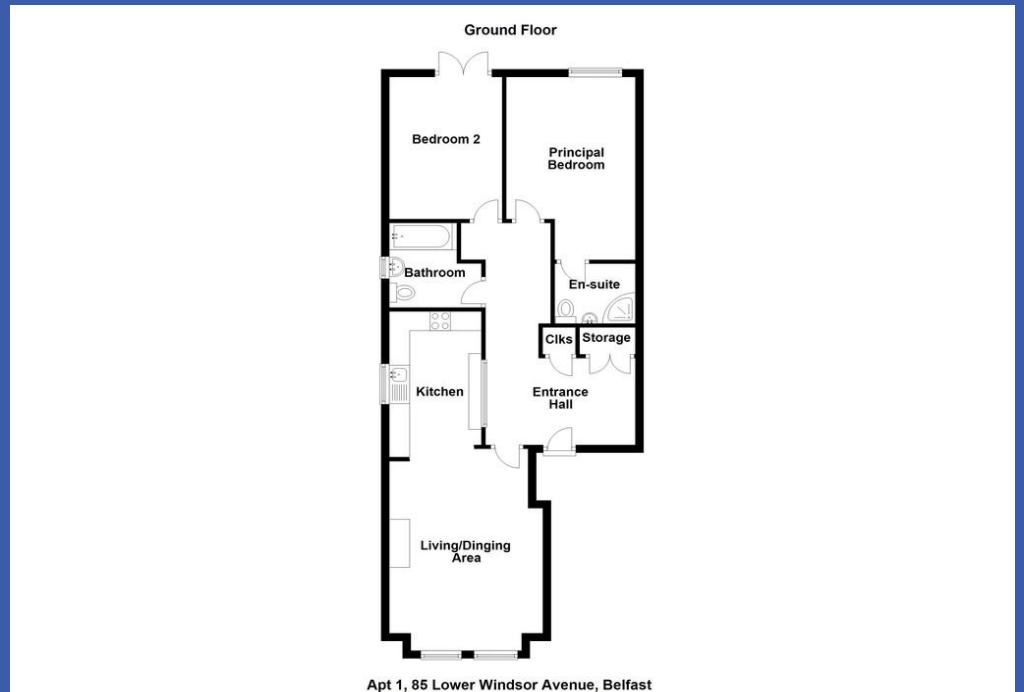 Ground Floor
Bedroom 2
Principal
Bedroom
Bathroom
En-suite
Clks
Storage
Kitchen
Entrance
Hall
Living/Dinging
Area
Apt 1, 85 Lower Windsor Avenue, Belfast